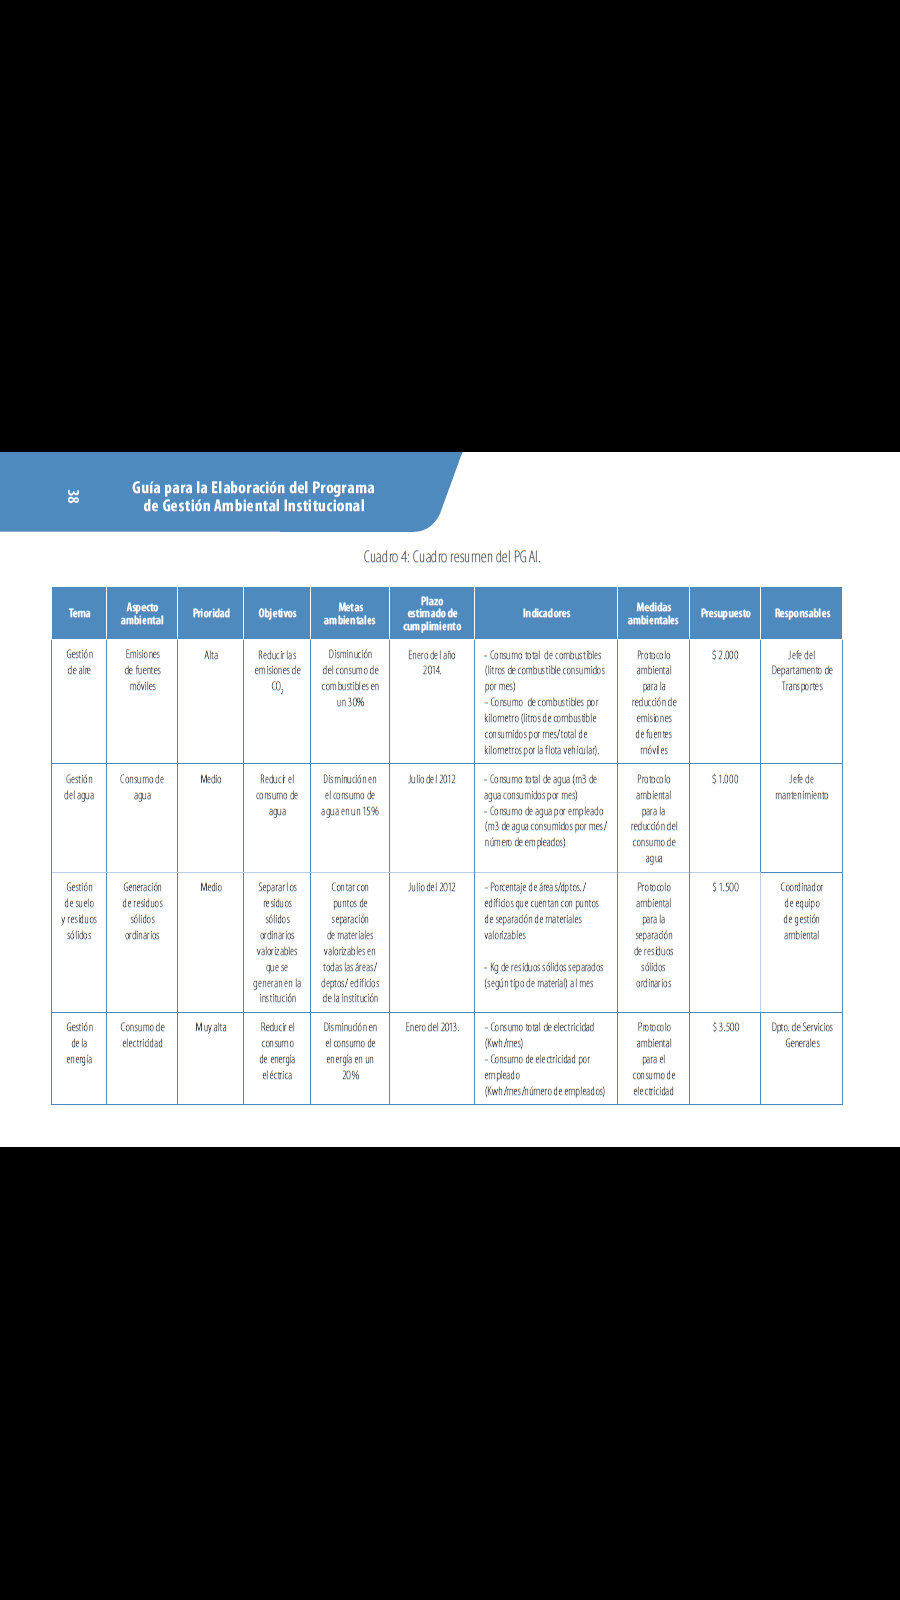 38
Guía para la Elaboración del Programa
de Gestión Ambiental Institucional
Cuadro 4: Cuadro resumen del PGAI.
Tema
Aspecto
ambiental
Prioridad
Objetivos
Metas
ambientales
Plazo
estimado de
cumplimiento
Indicadores
Medidas
ambientales
Presupuesto
Responsables
Gestión
de aire
Emisiones
de fuentes
móviles
Alta
Reducir las
emisiones de
CO2
Disminución
del consumo de
combustibles en
un 30%
Enero del año
2014.
- Consumo total de combustibles
(litros de combustible consumidos
por mes)
- Consumo de combustibles por
kilometro (litros de combustible
consumidos por mes/total de
kilometros por la flota vehicular).
Protocolo
ambiental
para la
reducción de
emisiones
de fuentes
móviles
$ 2.000
Jefe del
Departamento de
Transportes
Gestión
del agua
Consumo de
agua
Medio
Reducir el
consumo de
agua
Disminución en
el consumo de
agua en un 15%
Julio del 2012
- Consumo total de agua (m3 de
agua consumidos por mes)
- Consumo de agua por empleado
(m3 de agua consumidos por mes/
número de empleados)
Protocolo
ambiental
para la
reducción del
consumo de
agua
$ 1.000
Jefe de
mantenimiento
Gestión
de suelo
y residuos
sólidos
Generación
de residuos
sólidos
ordinarios
Medio
Separar los
residuos
sólidos
ordinarios
valorizables
que se
generan en la
institución
Contar con
puntos de
separación
de materiales
valorizables en
todas las áreas/
deptos/ edificios
de la institución
Julio del 2012
- Porcentaje de áreas/dptos./
edificios que cuentan con puntos
de separación de materiales
valorizables
- Kg de residuos sólidos separados
(según tipo de material) al mes
Protocolo
ambiental
para la
separación
de residuos
sólidos
ordinarios
$ 1.500
Coordinador
de equipo
de gestión
ambiental
Gestión
de la
energía
Consumo de
electricidad
Muy alta
Reducir el
consumo
de energía
eléctrica
Disminución en
el consumo de
energía en un
20%
Enero del 2013.
- Consumo total de electricidad
(Kwh/mes)
- Consumo de electricidad por
empleado
(Kwh/mes/número de empleados)
Protocolo
ambiental
para el
consumo de
electricidad
$ 3.500
Dpto. de Servicios
Generales